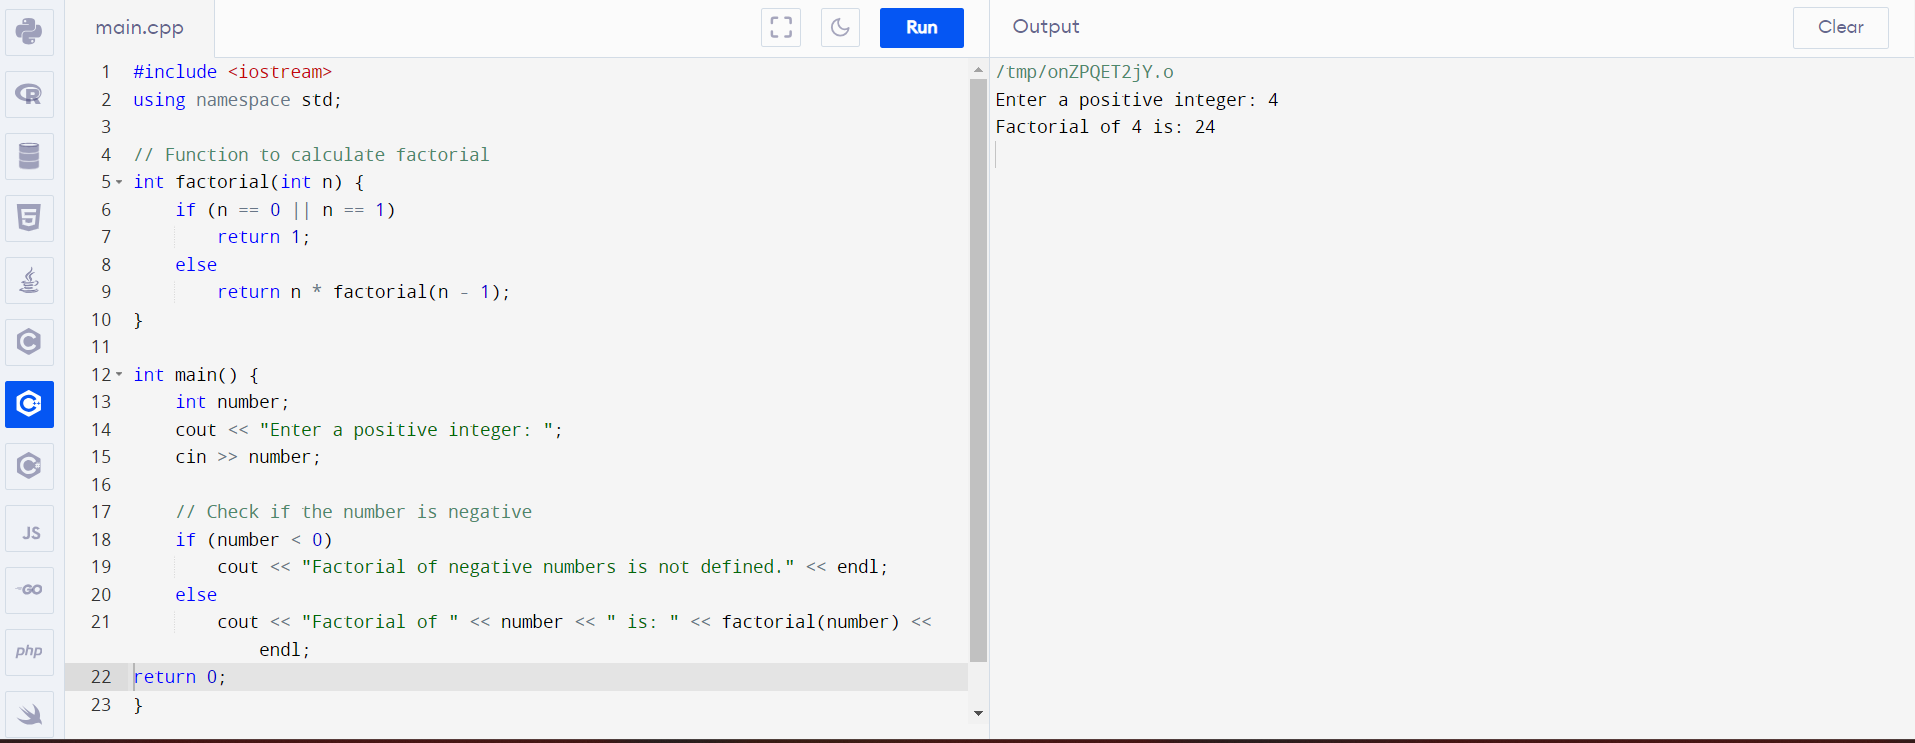 main.cpp
Run
Output
Clear
1 #include <iostream>
2 using namespace std;
3
4 // Function to calculate factorial
5 int factorial(int n) {
6     if (n == 0 || n == 1)
7         return 1;
8     else
9         return n * factorial(n - 1);
10 }
11
12 int main() {
13     int number;
14     cout << "Enter a positive integer: ";
15     cin >> number;
16
17     // Check if the number is negative
18     if (number < 0)
19         cout << "Factorial of negative numbers is not defined." << endl;
20     else
21         cout << "Factorial of " << number << " is: " << factorial(number) <<
            endl;
22 return 0;
23 }
/tmp/onZPQET2jY.o
Enter a positive integer: 4
Factorial of 4 is: 24
R
5
C
C
C
JS
GO
php